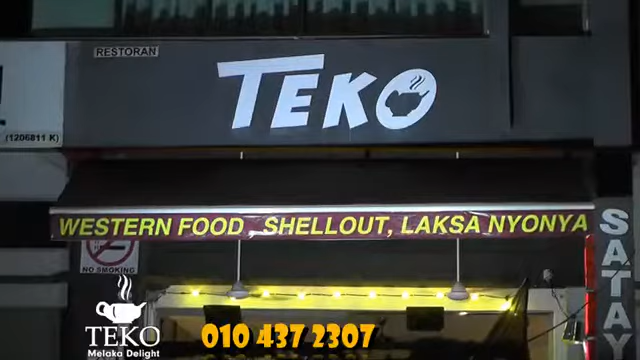 RESTORAN
TEKO
(1206811 K)
WESTERN FOOD, SHELLOUT, LAKSA NYONYA
NO SMOKING
SATAY
TEKO
Melaka Delight
010 437 2307